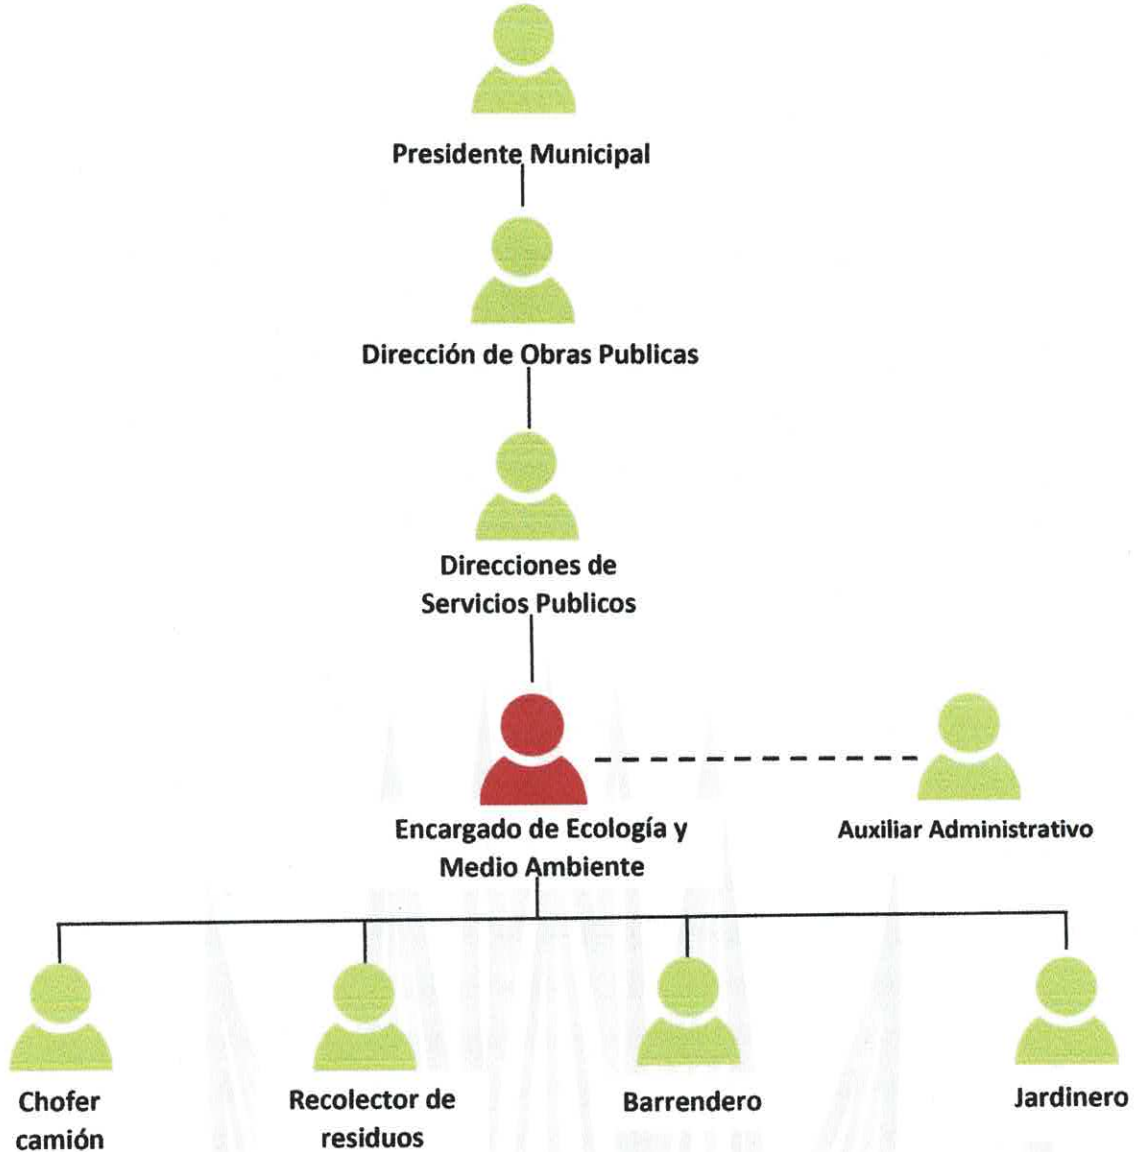 Presidente Municipal
Dirección de Obras Publicas
Direcciones de
Servicios Publicos
Encargado de Ecología y
Medio Ambiente
Auxiliar Administrativo
Chofer
camión
Recolector de
residuos
Barrendero
Jardinero